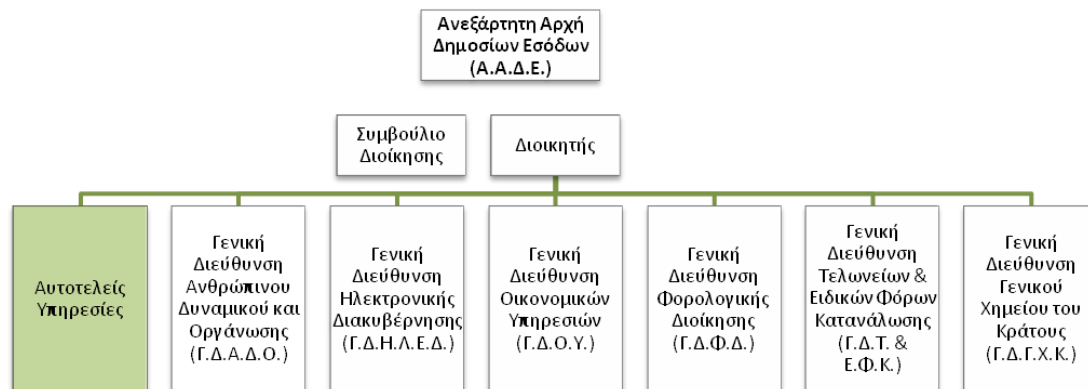 Ανεξάρτητη Αρχή
Δημοσίων Εσόδων
(Α.Α.Δ.Ε.)
Συμβούλιο
Διοίκησης
Διοικητής
Αυτοτελείς
Υπηρεσίες
Γενική
Διεύθυνση
Ανθρώπινου
Δυναμικού και
Οργάνωσης
(Γ.Δ.Α.Δ.Ο.)
Γενική
Διεύθυνση
Ηλεκτρονικής
Διακυβέρνησης
(Γ.Δ.Η.Λ.Ε.Δ.)
Γενική
Διεύθυνση
Οικονομικών
Υπηρεσιών
(Γ.Δ.Ο.Υ.)
Γενική
Διεύθυνση
Φορολογικής
Διοίκησης
(Γ.Δ.Φ.Δ.)
Γενική
Διεύθυνση
Τελωνείων &
Ειδικών Φόρων
Κατανάλωσης
(Γ.Δ.Τ. &
Ε.Φ.Κ.)
Γενική
Διεύθυνση
Γενικού
Χημείου του
Κράτους
(Γ.Δ.Γ.Χ.Κ.)